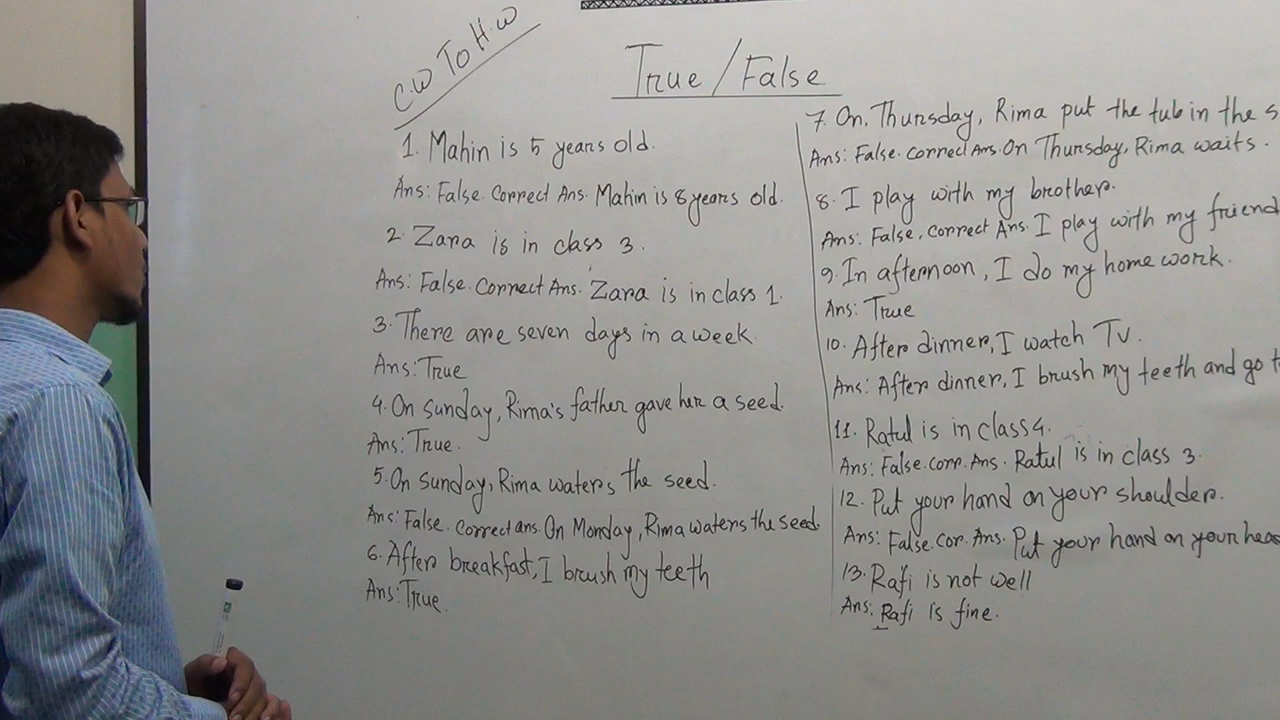 C.W To H.W
True/False
1. Mahin is 5 years old.
Ans: False. Correct Ans. Mahin is 8 years old.
2. Zara is in class 3.
Ans: False. Correct Ans. Zara is in class 1.
3. There are seven days in a week.
Ans: True
4. On sunday, Rima's father gave her a seed.
Ans: True.
5. On sunday, Rima waters the seed.
Ans: False. Correct ans. On Monday, Rima waters the seed.
6. After breakfast, I brush my teeth
Ans: True.
7. On, Thursday, Rima put the tub in the s
Ans: False. Correct Ans. On Thursday, Rima waits.
8. I play with my brother.
Ans: False. Correct Ans. I play with my friend
9. In afternoon, I do my home work.
Ans: True
10. After dinner, I watch TV.
Ans: After dinner, I brush my teeth and go t
11. Ratul is in class 4.
Ans: False. corr. Ans. Ratul is in class 3.
12. Put your hand on your shoulder.
Ans: False. Cor. Ans. Put your hand on your hea
13. Rafi is not well
Ans: Rafi is fine.